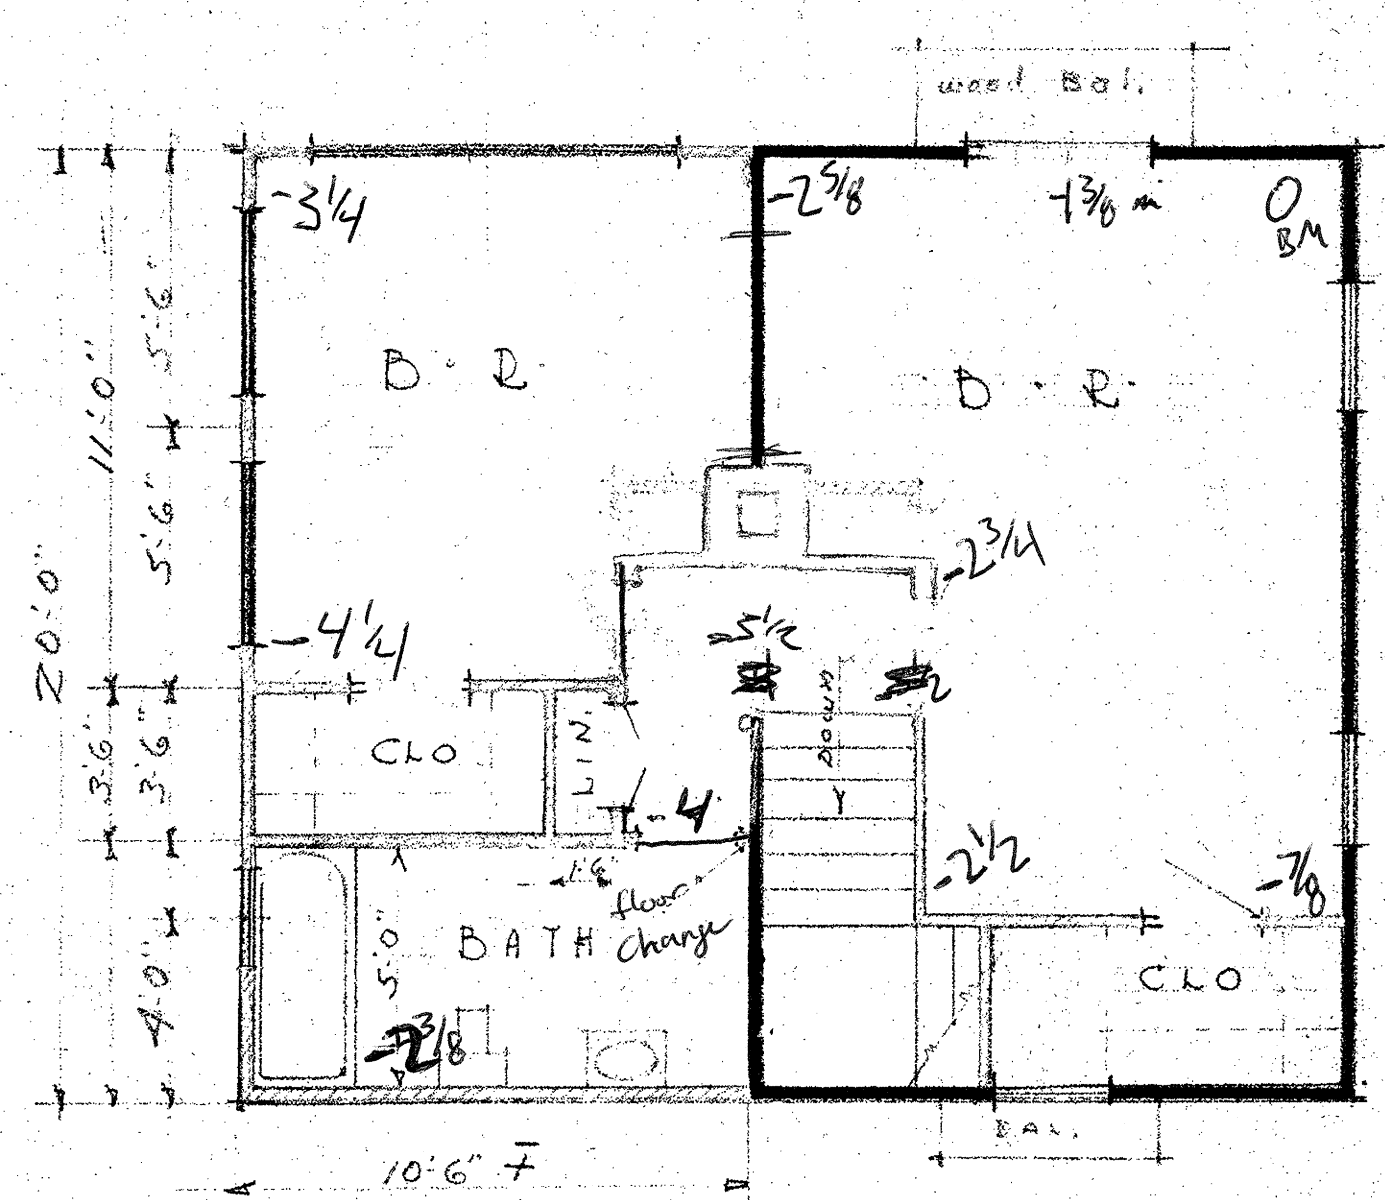 wood Bal.
-3 1/4
-2 5/8
-1 3/8
0
BM
5'-6"
11'-0"
B. R.
B. R.
5'-6"
20'-0"
-2 3/4
-4 1/4
-5 1/2
2
3'-6"
3'-6"
CLO
LIN.
DOWN
-4
-2 1/2
-7/8
1'-6"
floor
change
5'-0"
BATH
CLO
4'-0"
-2 3/8
BAL.
10'-6" ∓